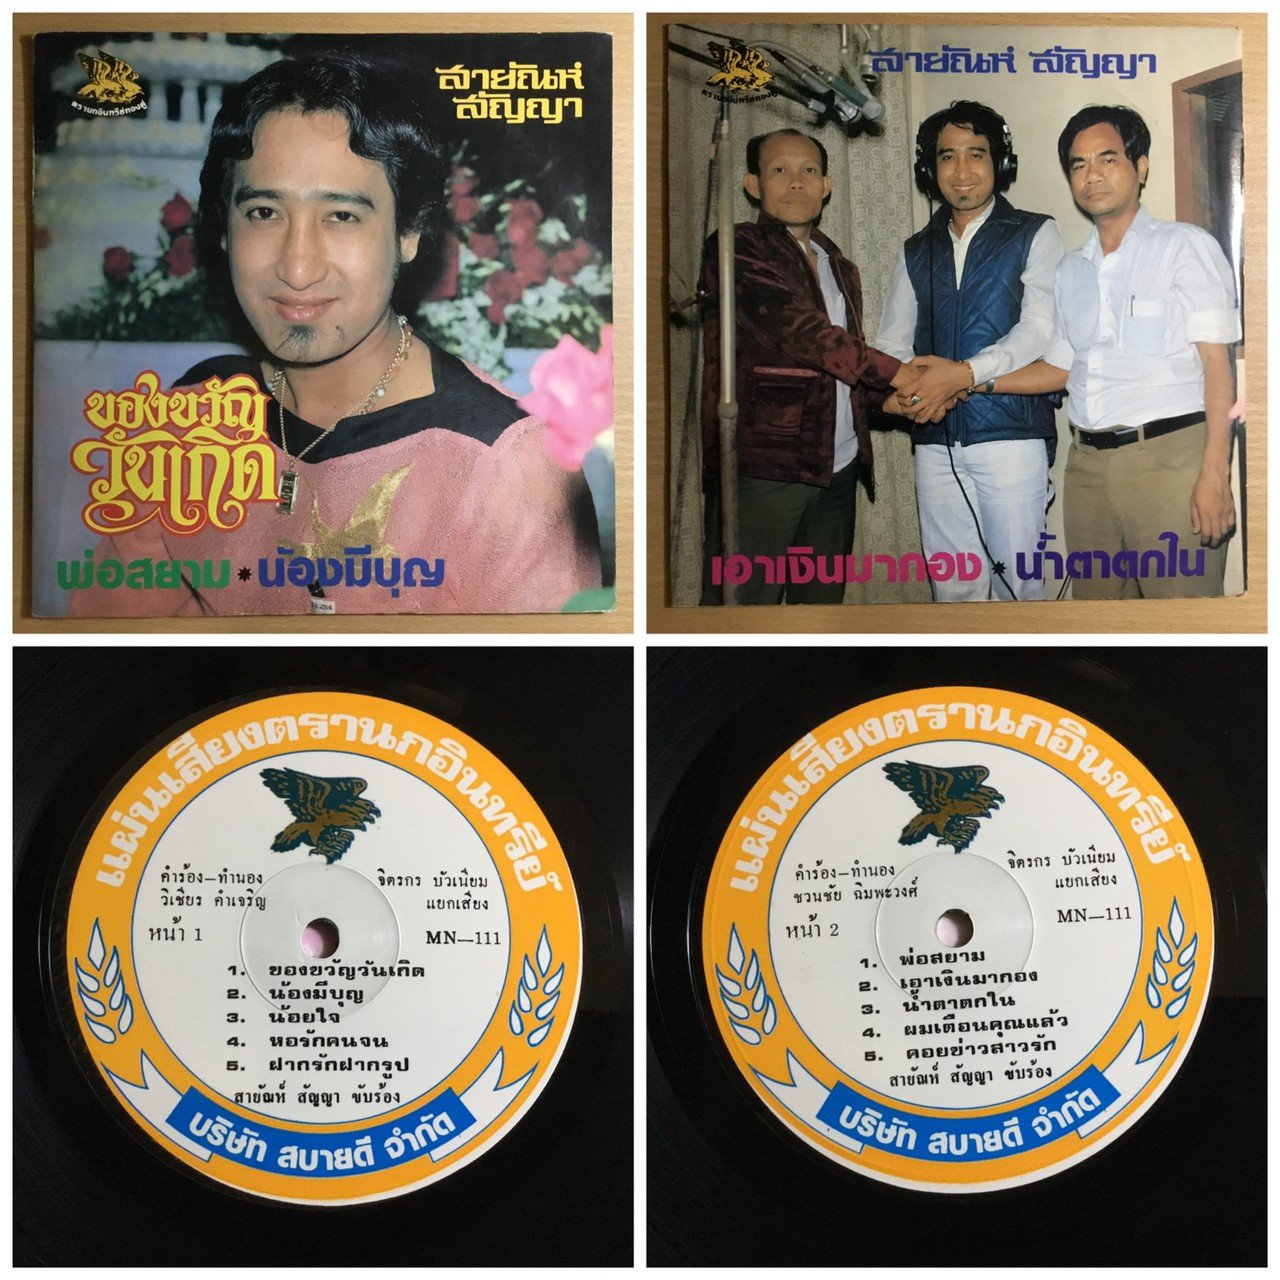 ตรานกอินทรีย์ทองคู่
สายัณห์
สัญญา
ของขวัญ
วันเกิด
พ่อสยาม * น้องมีบุญ
สายัณห์ สัญญา
เอาเงินมากอง * น้ำตาตกใน
แผ่นเสียงตรานกอินทรีย์
คำร้อง–ทำนอง
วิเชียร คำเจริญ
จิตรกร บัวเนียม
แยกเสียง
หน้า 1
MN—111
1. ของขวัญวันเกิด
2. น้องมีบุญ
3. น้อยใจ
4. หอรักคนจน
5. ฝากรักฝากรูป
สายัณห์ สัญญา ขับร้อง
บริษัท สบายดี จำกัด
แผ่นเสียงตรานกอินทรีย์
คำร้อง–ทำนอง
ชวนชัย ฉิมพะวงศ์
จิตรกร บัวเนียม
แยกเสียง
หน้า 2
MN—111
1. พ่อสยาม
2. เอาเงินมากอง
3. น้ำตาตกใน
4. ผมเตือนคุณแล้ว
5. คอยข่าวสาวรัก
สายัณห์ สัญญา ขับร้อง
บริษัท สบายดี จำกัด